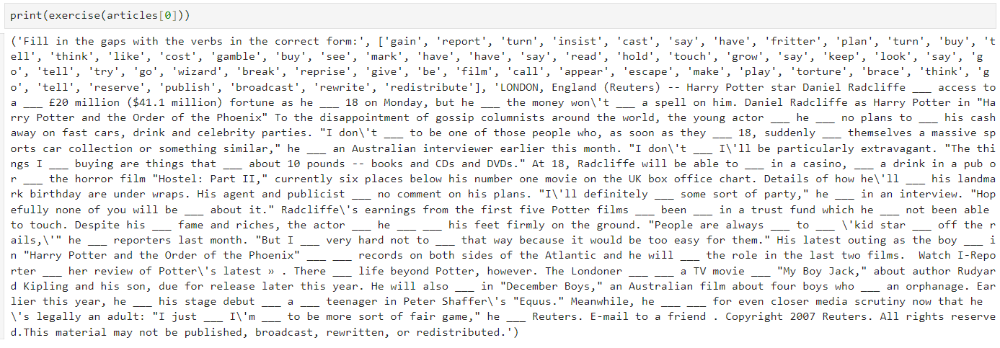 print(exercise(articles[0]))
('Fill in the gaps with the verbs in the correct form:', ['gain', 'report', 'turn', 'insist', 'cast', 'say', 'have', 'fritter', 'plan', 'turn', 'buy', 't
ell', 'think', 'like', 'cost', 'gamble', 'buy', 'see', 'mark', 'have', 'have', 'say', 'read', 'hold', 'touch', 'grow', 'say', 'keep', 'look', 'say', 'g
o', 'tell', 'try', 'go', 'wizard', 'break', 'reprise', 'give', 'be', 'film', 'call', 'appear', 'escape', 'make', 'play', 'torture', 'brace', 'think', 'g
o', 'tell', 'reserve', 'publish', 'broadcast', 'rewrite', 'redistribute'], 'LONDON, England (Reuters) -- Harry Potter star Daniel Radcliffe ___ access to
a ___ £20 million ($41.1 million) fortune as he ___ 18 on Monday, but he ___ the money won\'t ___ a spell on him. Daniel Radcliffe as Harry Potter in "Ha
rry Potter and the Order of the Phoenix" To the disappointment of gossip columnists around the world, the young actor ___ he ___ no plans to ___ his cash
away on fast cars, drink and celebrity parties. "I don\'t ___ to be one of those people who, as soon as they ___ 18, suddenly ___ themselves a massive sp
orts car collection or something similar," he ___ an Australian interviewer earlier this month. "I don\'t ___ I\'ll be particularly extravagant. "The thi
ngs I ___ buying are things that ___ about 10 pounds -- books and CDs and DVDs." At 18, Radcliffe will be able to ___ in a casino, ___ a drink in a pub o
r ___ the horror film "Hostel: Part II," currently six places below his number one movie on the UK box office chart. Details of how he\'ll ___ his landma
rk birthday are under wraps. His agent and publicist ___ no comment on his plans. "I\'ll definitely ___ some sort of party," he ___ in an interview. "Hop
efully none of you will be ___ about it." Radcliffe\'s earnings from the first five Potter films ___ been ___ in a trust fund which he ___ not been able
to touch. Despite his ___ fame and riches, the actor ___ he ___ ___ his feet firmly on the ground. "People are always ___ to ___ \'kid star ___ off the r
ails,\'" he ___ reporters last month. "But I ___ very hard not to ___ that way because it would be too easy for them." His latest outing as the boy ___ i
n "Harry Potter and the Order of the Phoenix" ___ ___ records on both sides of the Atlantic and he will ___ the role in the last two films.  Watch I-Repo
rter ___ her review of Potter\'s latest » . There ___ life beyond Potter, however. The Londoner ___ ___ a TV movie ___ "My Boy Jack," about author Rudyar
d Kipling and his son, due for release later this year. He will also ___ in "December Boys," an Australian film about four boys who ___ an orphanage. Ear
lier this year, he ___ his stage debut ___ a ___ teenager in Peter Shaffer\'s "Equus." Meanwhile, he ___ ___ for even closer media scrutiny now that he
\'s legally an adult: "I just ___ I\'m ___ to be more sort of fair game," he ___ Reuters. E-mail to a friend . Copyright 2007 Reuters. All rights reserve
d.This material may not be published, broadcast, rewritten, or redistributed.')